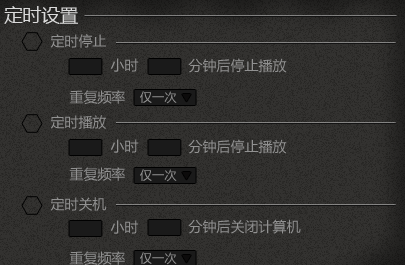 定时设置
定时停止
小时 分钟后停止播放
重复频率 仅一次
定时播放
小时 分钟后停止播放
重复频率 仅一次
定时关机
小时 分钟后关闭计算机
重复频率 仅一次